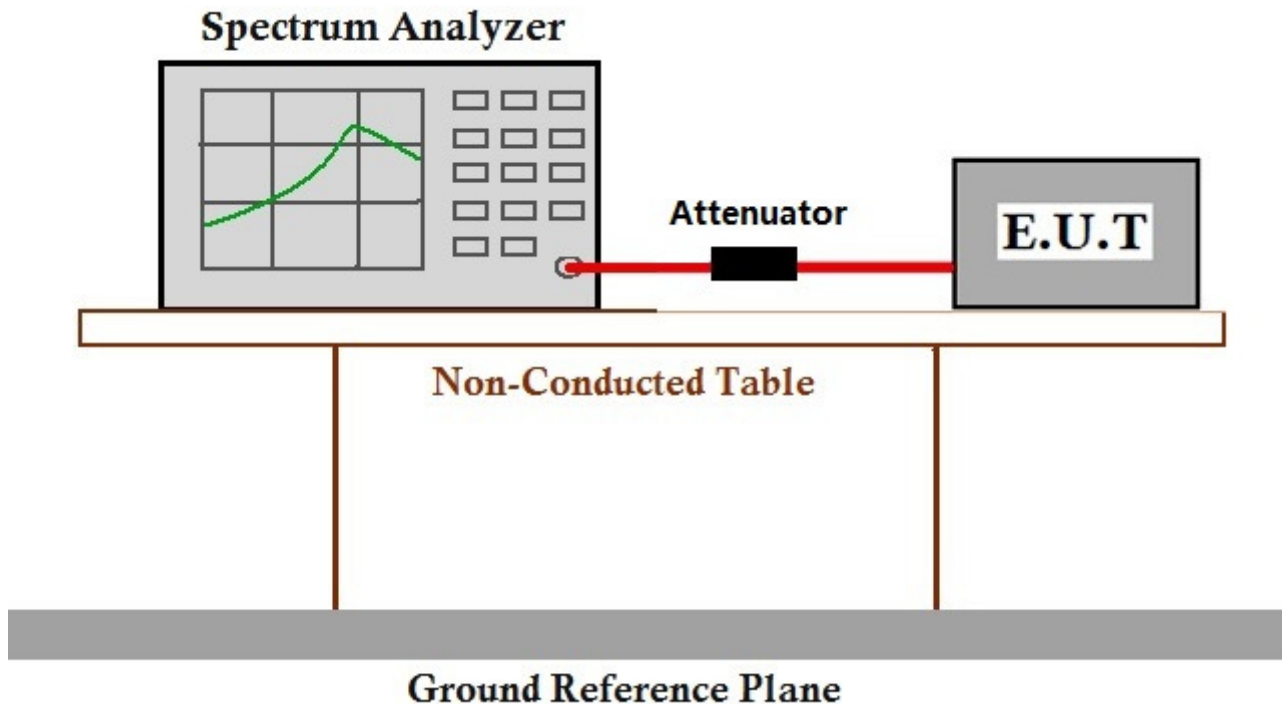 Spectrum Analyzer
Attenuator
E.U.T
Non-Conducted Table
Ground Reference Plane